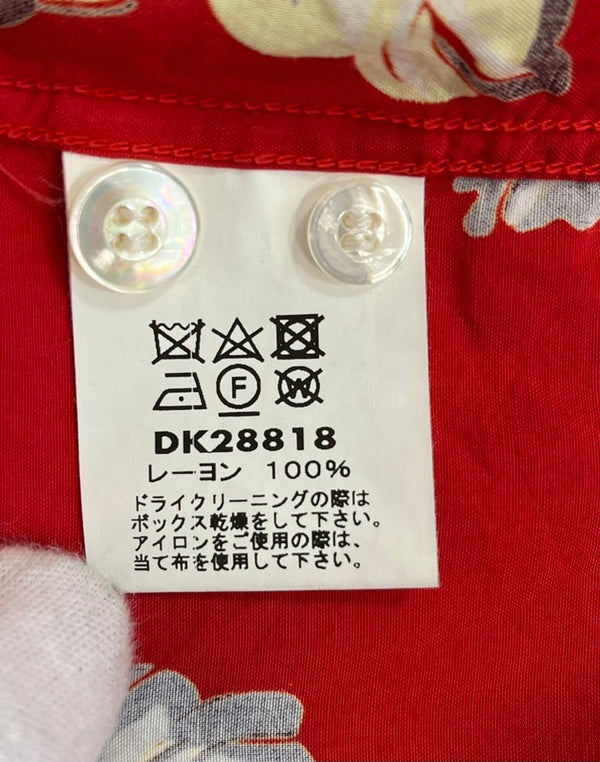 F W
DK28818
レーヨン 100%
ドライクリーニングの際は
ボックス乾燥をして下さい。
アイロンをご使用の際は、
当て布を使用して下さい。